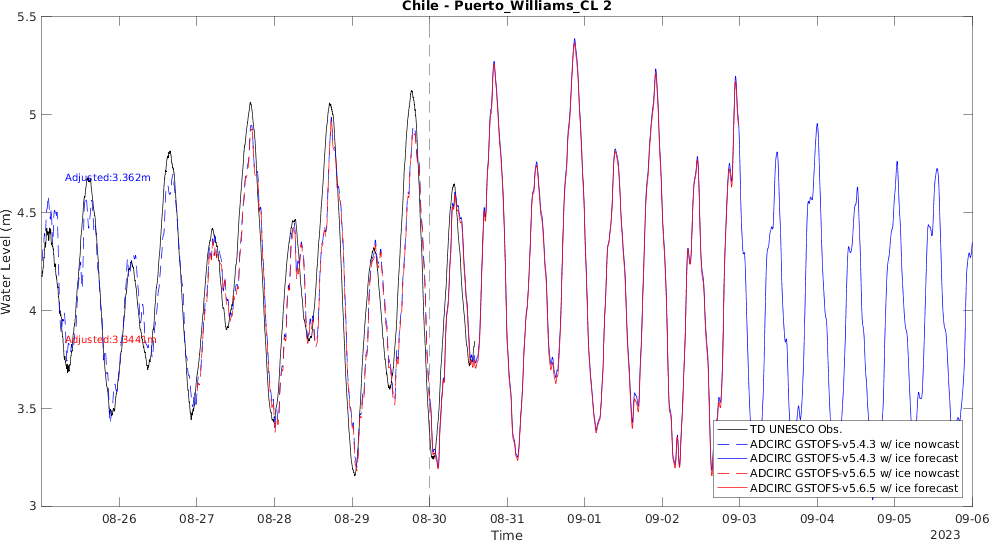 Chile - Puerto_Williams_CL 2
5.5
5
4.5
4
3.5
3
Water Level (m)
Adjusted:3.362m
Adjusted:3.3441m
TD UNESCO Obs.
ADCIRC GSTOFS-v5.4.3 w/ ice nowcast
ADCIRC GSTOFS-v5.4.3 w/ ice forecast
ADCIRC GSTOFS-v5.6.5 w/ ice nowcast
ADCIRC GSTOFS-v5.6.5 w/ ice forecast
08-26 08-27 08-28 08-29 08-30 08-31 09-01 09-02 09-03 09-04 09-05 09-06
Time
2023